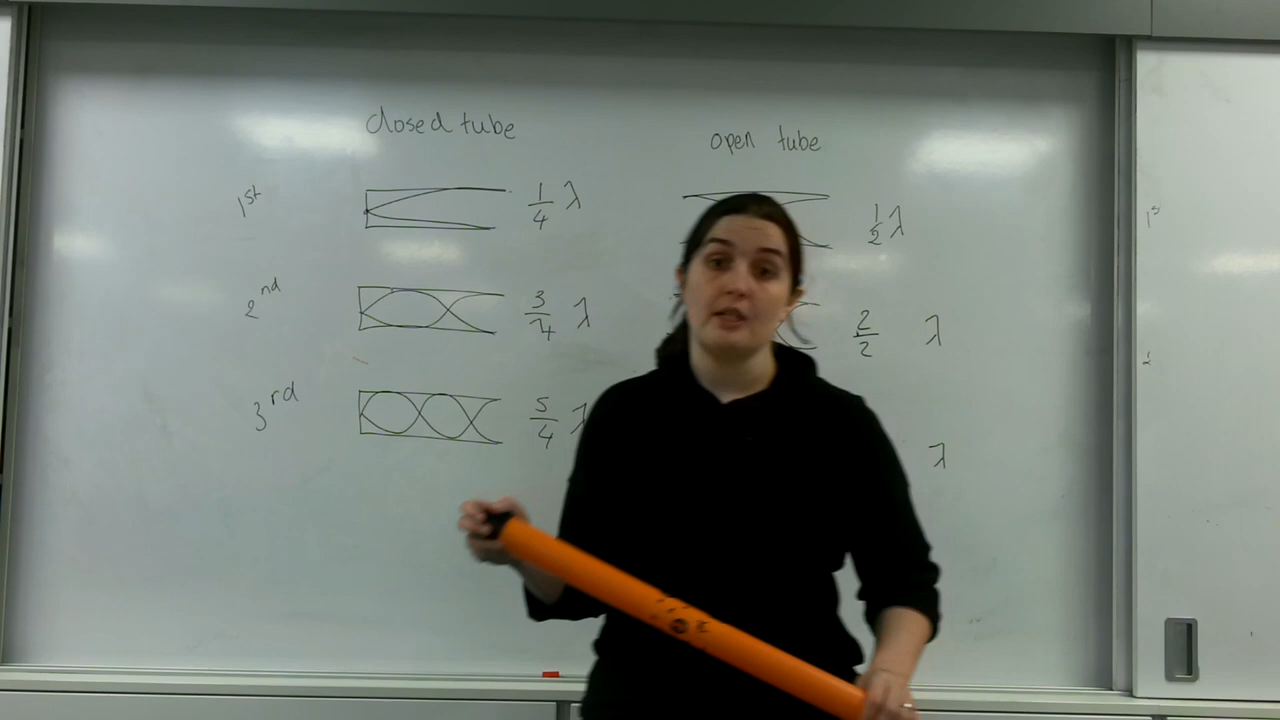 closed tube
open tube
1st
1/4 λ
1/2 λ
2nd
3/4 λ
2/2 λ
3rd
5/4 λ
λ